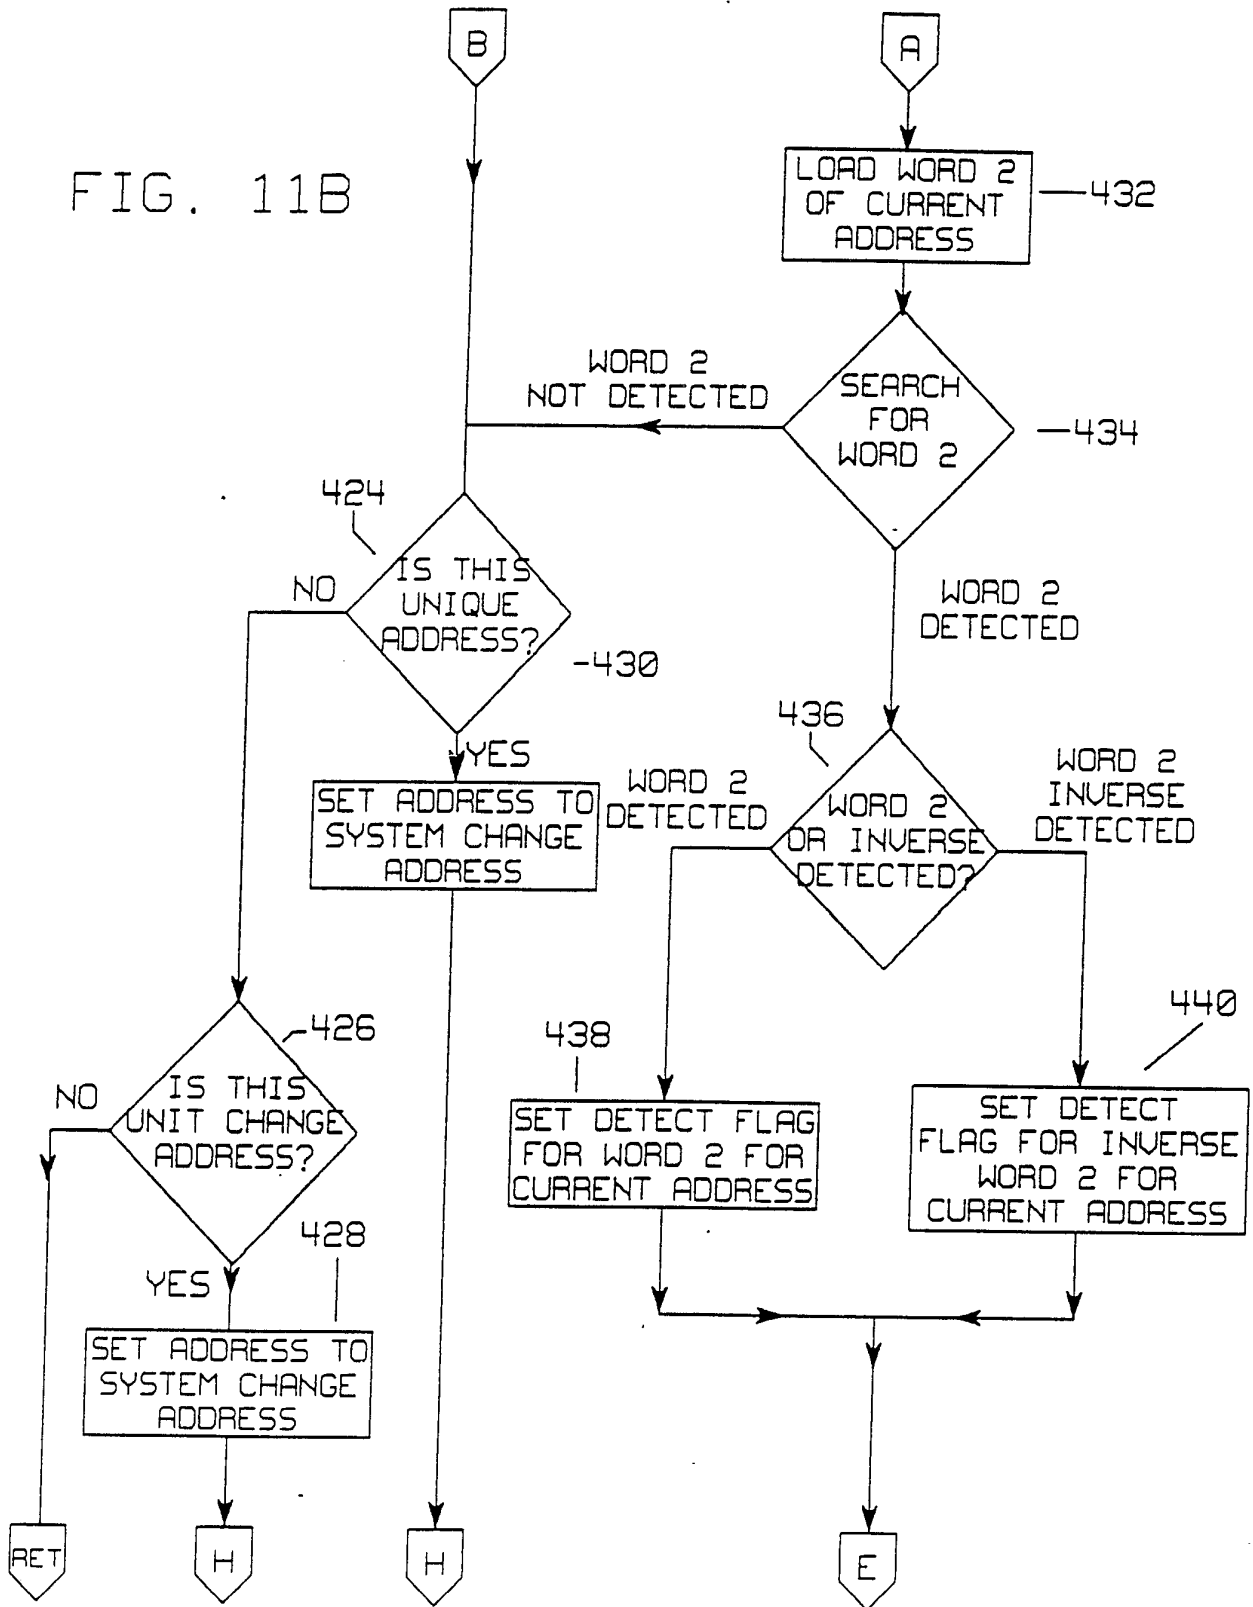 B
A
FIG. 11B
LOAD WORD 2
OF CURRENT
ADDRESS
432
WORD 2
NOT DETECTED
SEARCH
FOR
WORD 2
434
424
IS THIS
UNIQUE
ADDRESS?
NO
430
YES
WORD 2
DETECTED
SET ADDRESS TO
SYSTEM CHANGE
ADDRESS
436
WORD 2
DETECTED
WORD 2
OR INVERSE
DETECTED?
WORD 2
INVERSE
DETECTED
426
IS THIS
UNIT CHANGE
ADDRESS?
NO
YES
438
SET DETECT FLAG
FOR WORD 2 FOR
CURRENT ADDRESS
440
SET DETECT
FLAG FOR INVERSE
WORD 2 FOR
CURRENT ADDRESS
428
SET ADDRESS TO
SYSTEM CHANGE
ADDRESS
RET
H
H
E